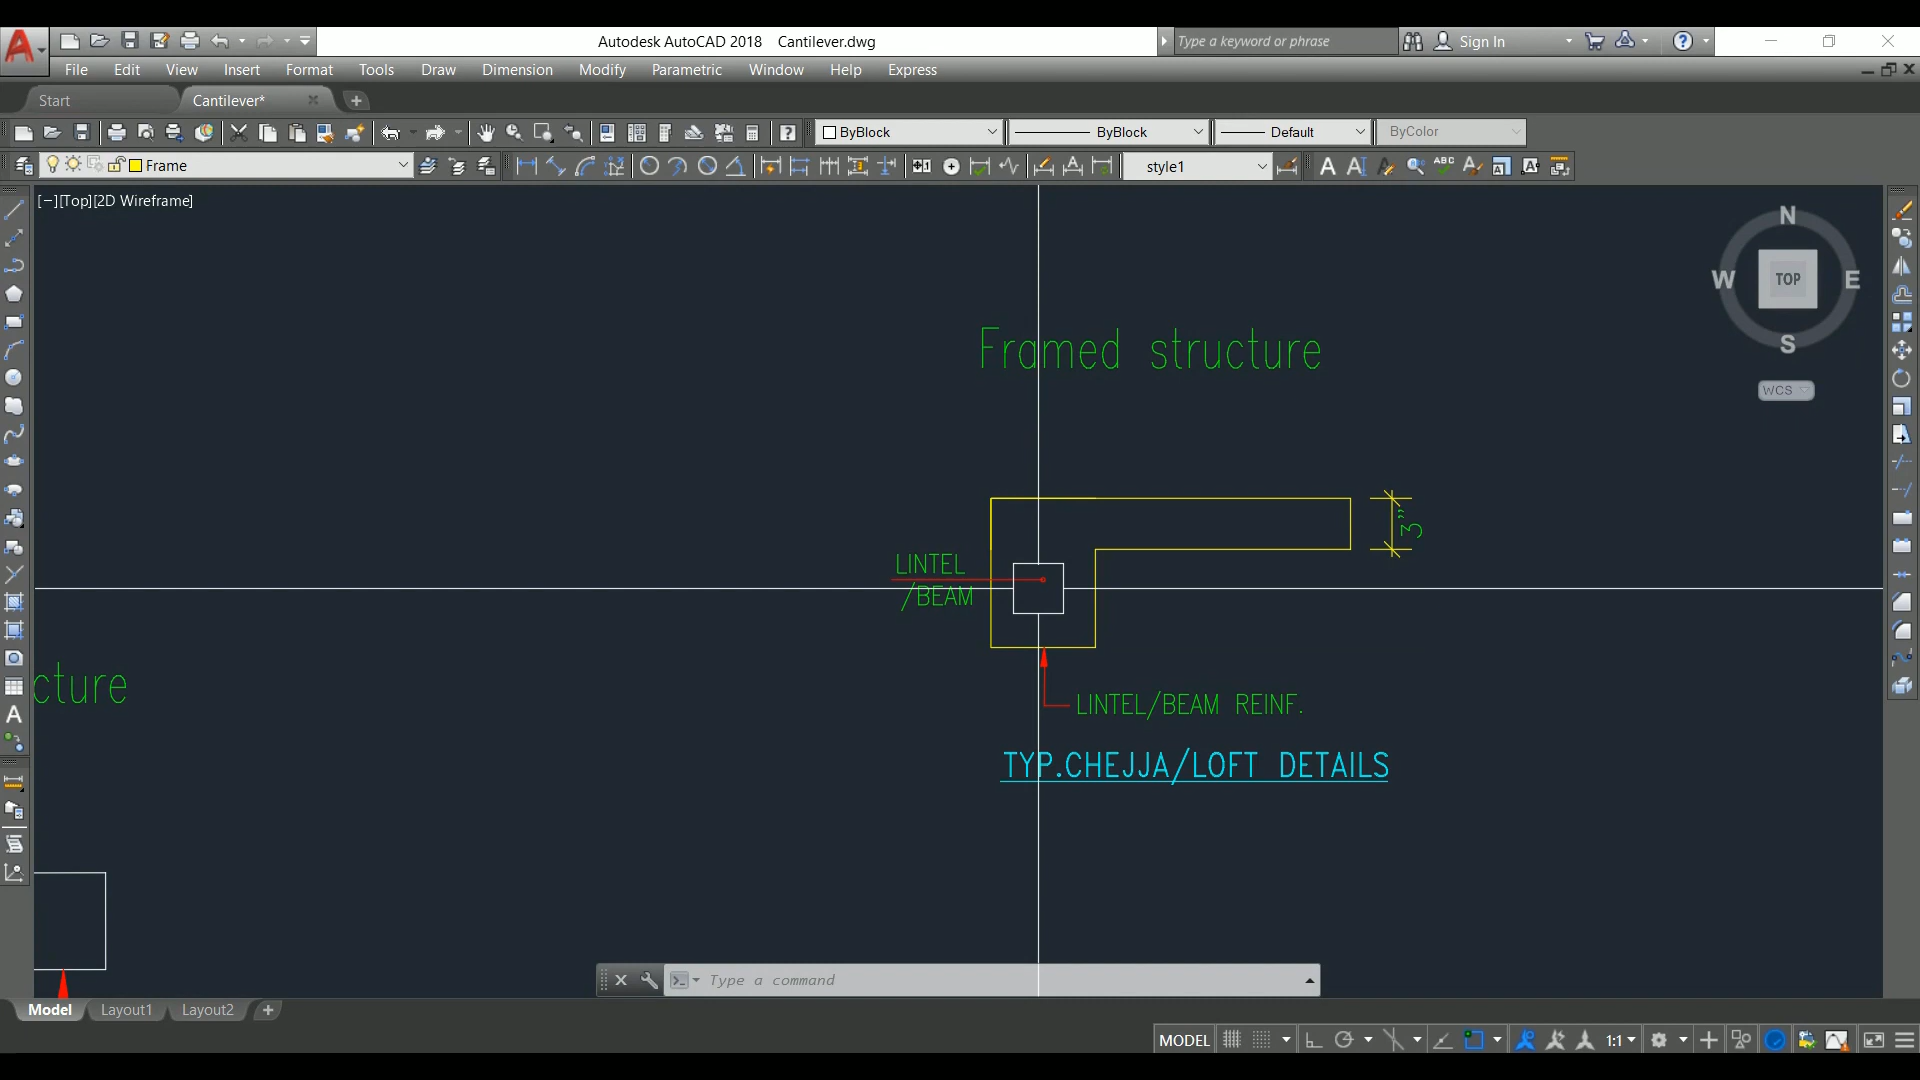 Autodesk AutoCAD 2018 Cantilever.dwg
Type a keyword or phrase
Sign In
File Edit View Insert Format Tools Draw Dimension Modify Parametric Window Help Express
Start
Cantilever*
ByBlock
ByBlock
Default
ByColor
Frame
style1
[−][Top][2D Wireframe]
N
W
TOP
E
S
WCS
Framed structure
3"
LINTEL
/BEAM
cture
LINTEL/BEAM REINF.
TYP.CHEJJA/LOFT DETAILS
Type a command
Model
Layout1
Layout2
MODEL
1:1